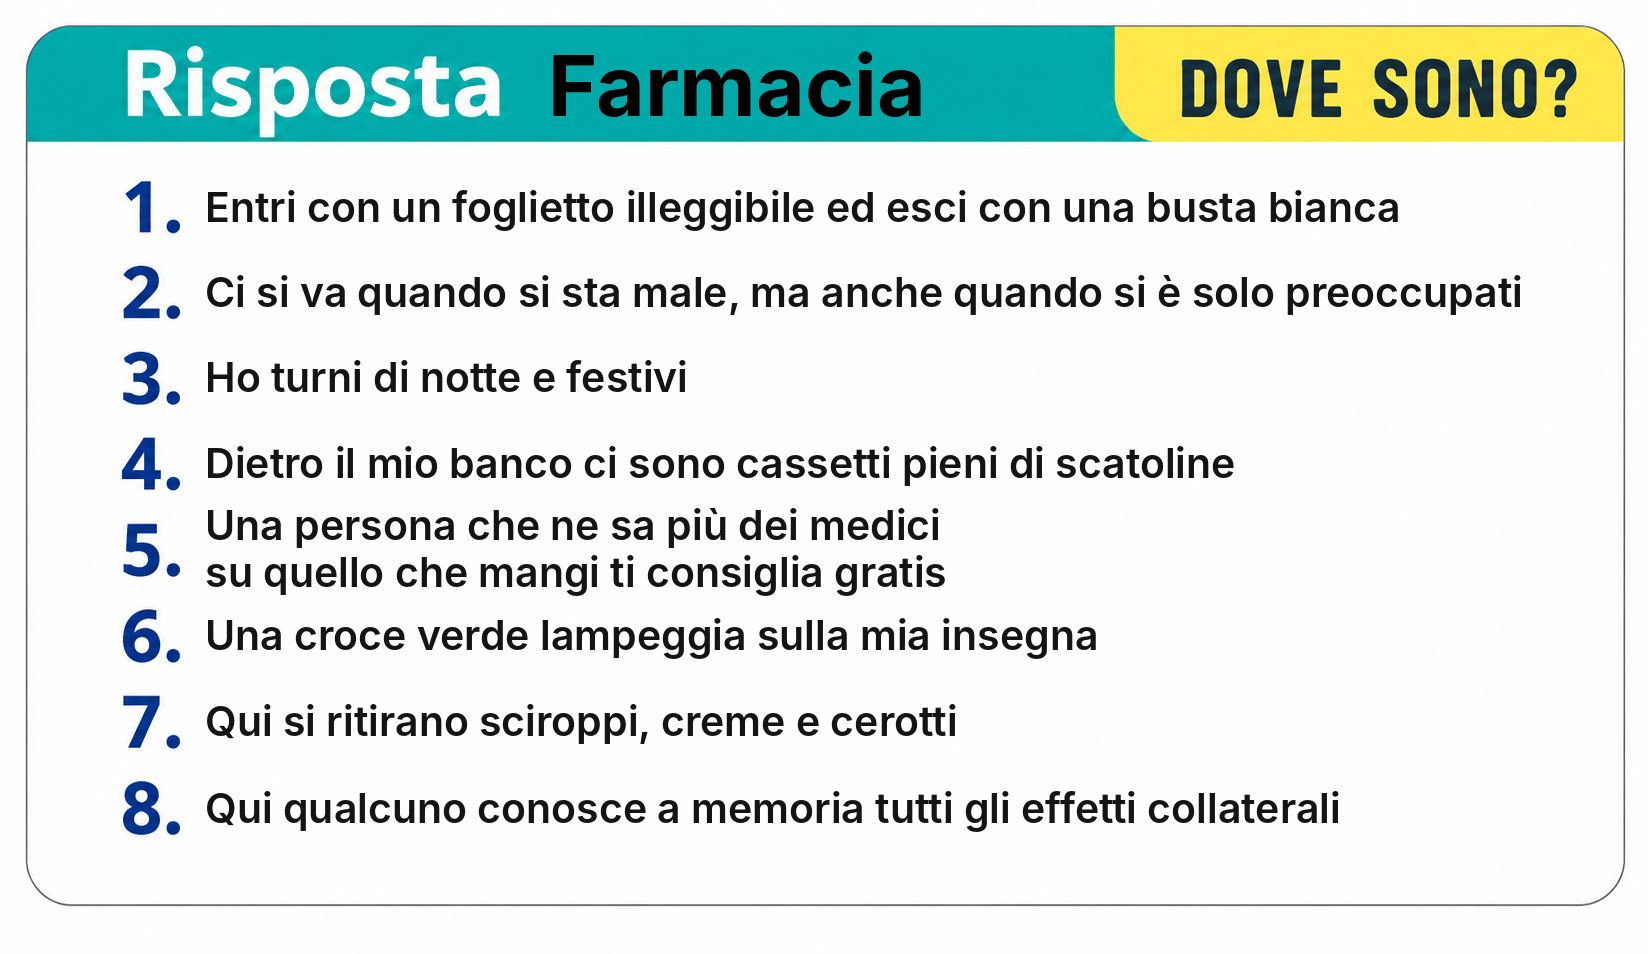 Risposta Farmacia
DOVE SONO?
1. Entri con un foglietto illeggibile ed esci con una busta bianca
2. Ci si va quando si sta male, ma anche quando si è solo preoccupati
3. Ho turni di notte e festivi
4. Dietro il mio banco ci sono cassetti pieni di scatoline
5. Una persona che ne sa più dei medici
su quello che mangi ti consiglia gratis
6. Una croce verde lampeggia sulla mia insegna
7. Qui si ritirano sciroppi, creme e cerotti
8. Qui qualcuno conosce a memoria tutti gli effetti collaterali